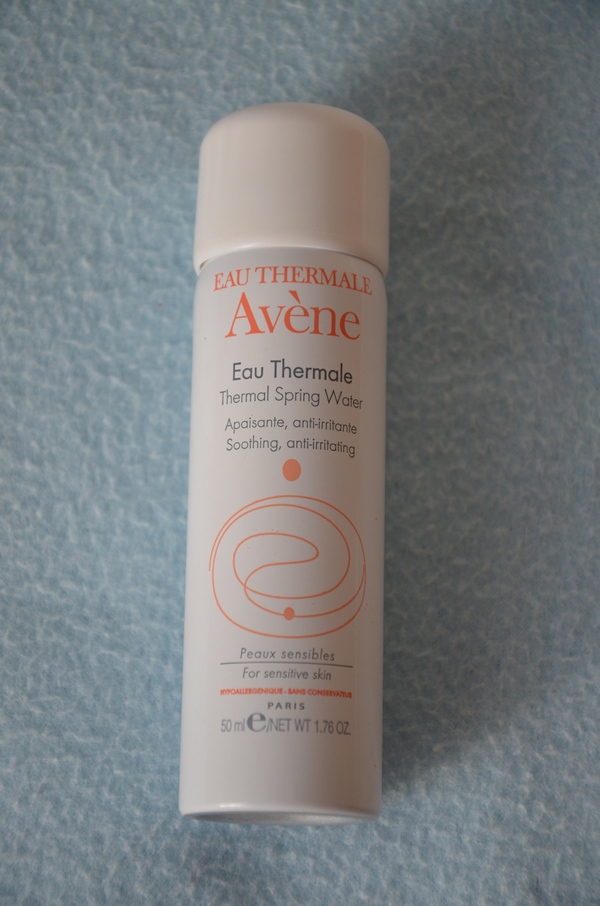 EAU THERMALE
Avène
Eau Thermale
Thermal Spring Water
Apaisante, anti-irritante
Soothing, anti-irritating
Peaux sensibles
For sensitive skin
HYPOALLERGENIQUE - SANS CONSERVATEUR
PARIS
50 ml e/NET WT 1.76 OZ.